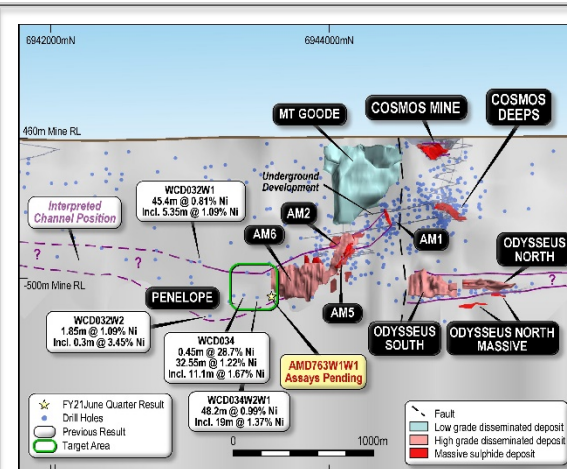 6942000mN
6944000mN
460m Mine RL
MT GOODE
COSMOS MINE
COSMOS
DEEPS
Underground
Development
Interpreted
Channel Position
WCD032W1
45.4m @ 0.81% Ni
Incl. 5.35m @ 1.09% Ni
AM2
AM6
AM1
ODYSSEUS
NORTH
?
?
?
-500m Mine RL
PENELOPE
AM5
WCD032W2
1.85m @ 1.09% Ni
Incl. 0.3m @ 3.45% Ni
ODYSSEUS
SOUTH
ODYSSEUS NORTH
MASSIVE
WCD034
0.45m @ 28.7% Ni
32.55m @ 1.22% Ni
Incl. 11.1m @ 1.67% Ni
AMD763W1W1
Assays Pending
WCD034W2W1
48.2m @ 0.99% Ni
Incl. 19m @ 1.37% Ni
FY21June Quarter Result
Drill Holes
Previous Result
Target Area
0
1000m
Fault
Low grade disseminated deposit
High grade disseminated deposit
Massive sulphide deposit